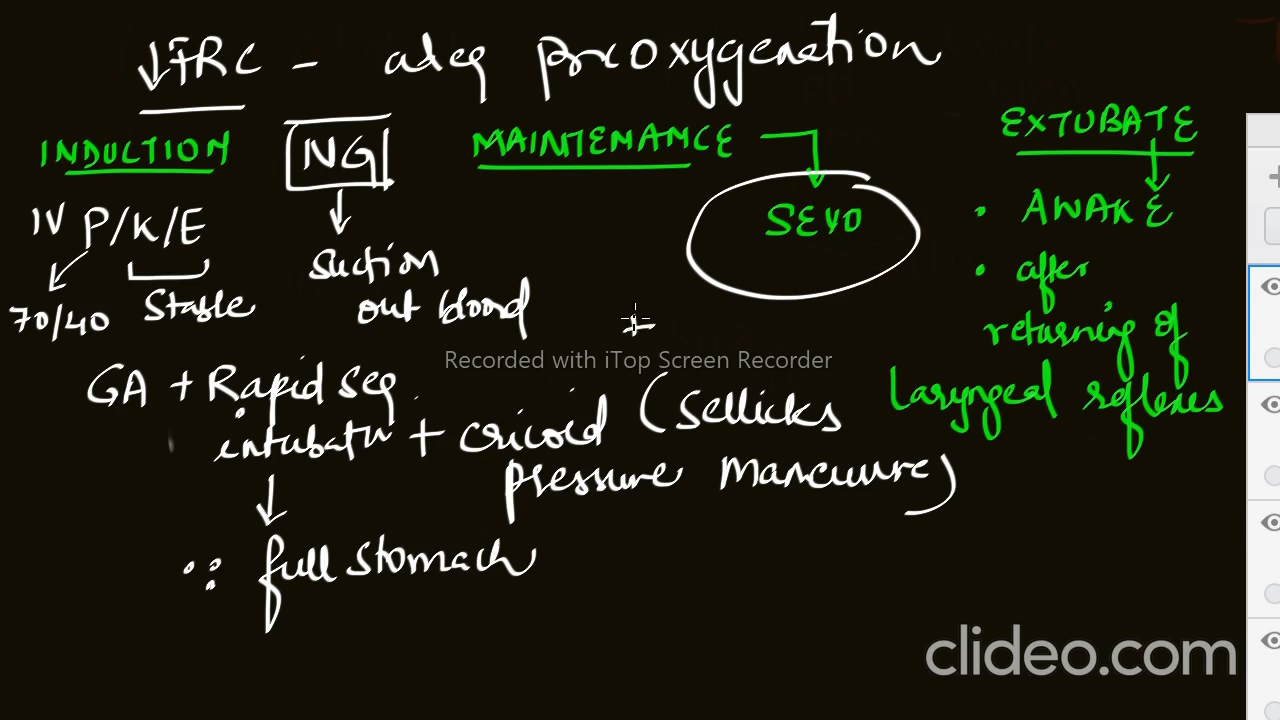 ↓FRC - adeq preoxygenation
INDUCTION
NG
MAINTENANCE
EXTUBATE
IV P/K/E
70/40 Stable
suction
out blood
SEVO
• AWAKE
• after
returning of
laryngeal reflexes
+
Recorded with iTop Screen Recorder
GA + Rapid seq
intubatn + cricoid (sellicks
pressure maneuvre)
∵ full stomach
clideo.com